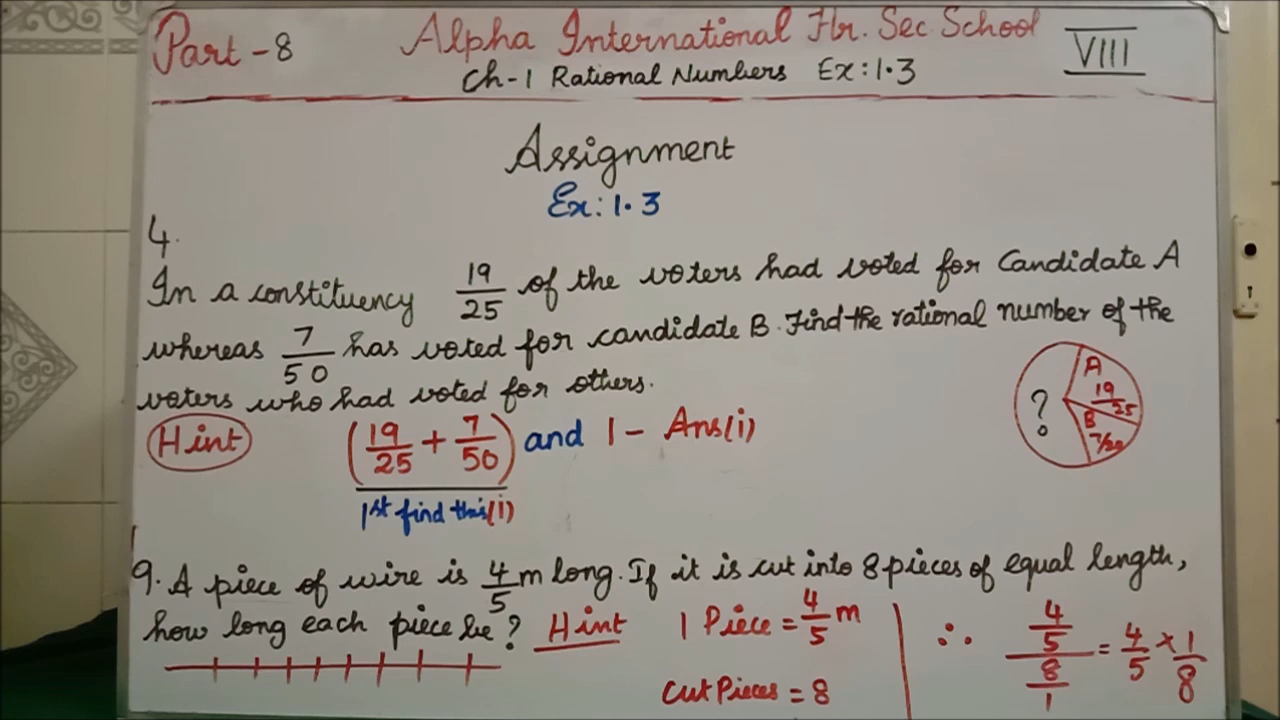 Part - 8 Alpha International Hr. Sec. School VIII
Ch-1 Rational Numbers Ex: 1.3
Assignment
Ex: 1.3
4.
In a constituency 19/25 of the voters had voted for Candidate A
whereas 7/50 has voted for candidate B. Find the rational number of the
voters who had voted for others.
A 19/25
B 7/50
?
Hint (19/25 + 7/50) and 1 - Ans(i)
1st find this (i)
9. A piece of wire is 4/5 m long. If it is cut into 8 pieces of equal length,
how long each piece be? Hint 1 Piece = 4/5 m
cut Pieces = 8
∴ 4/5 / 8/1 = 4/5 × 1/8